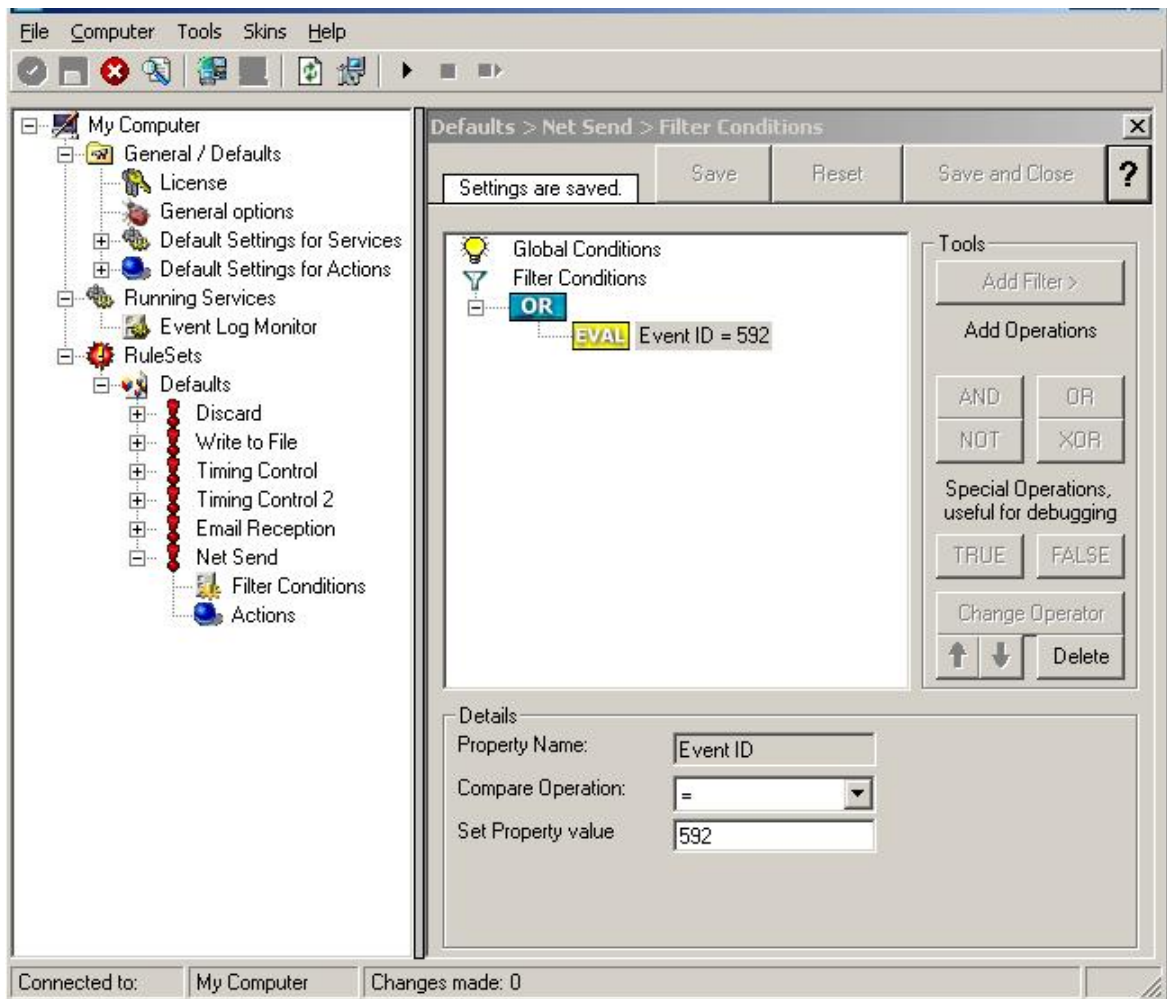 File Computer Tools Skins Help
My Computer
General / Defaults
License
General options
Default Settings for Services
Default Settings for Actions
Running Services
Event Log Monitor
RuleSets
Defaults
Discard
Write to File
Timing Control
Timing Control 2
Email Reception
Net Send
Filter Conditions
Actions
Defaults > Net Send > Filter Conditions
Settings are saved.
Save
Reset
Save and Close
?
Global Conditions
Filter Conditions
OR
EVAL Event ID = 592
Tools
Add Filter >
Add Operations
AND OR
NOT XOR
Special Operations,
useful for debugging
TRUE FALSE
Change Operator
Delete
Details
Property Name: Event ID
Compare Operation: =
Set Property value 592
Connected to: My Computer Changes made: 0